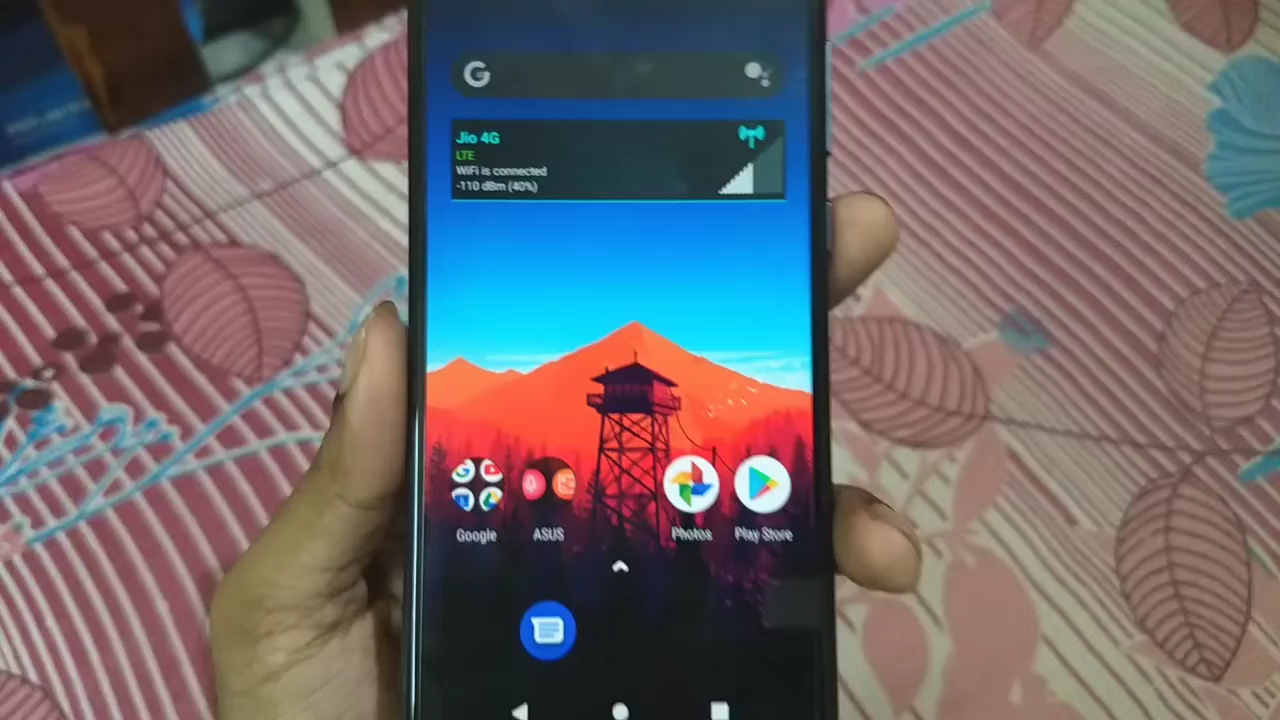 G
Jio 4G
LTE
WiFi is connected
-110 dBm (40%)
Google
ASUS
Photos
Play Store